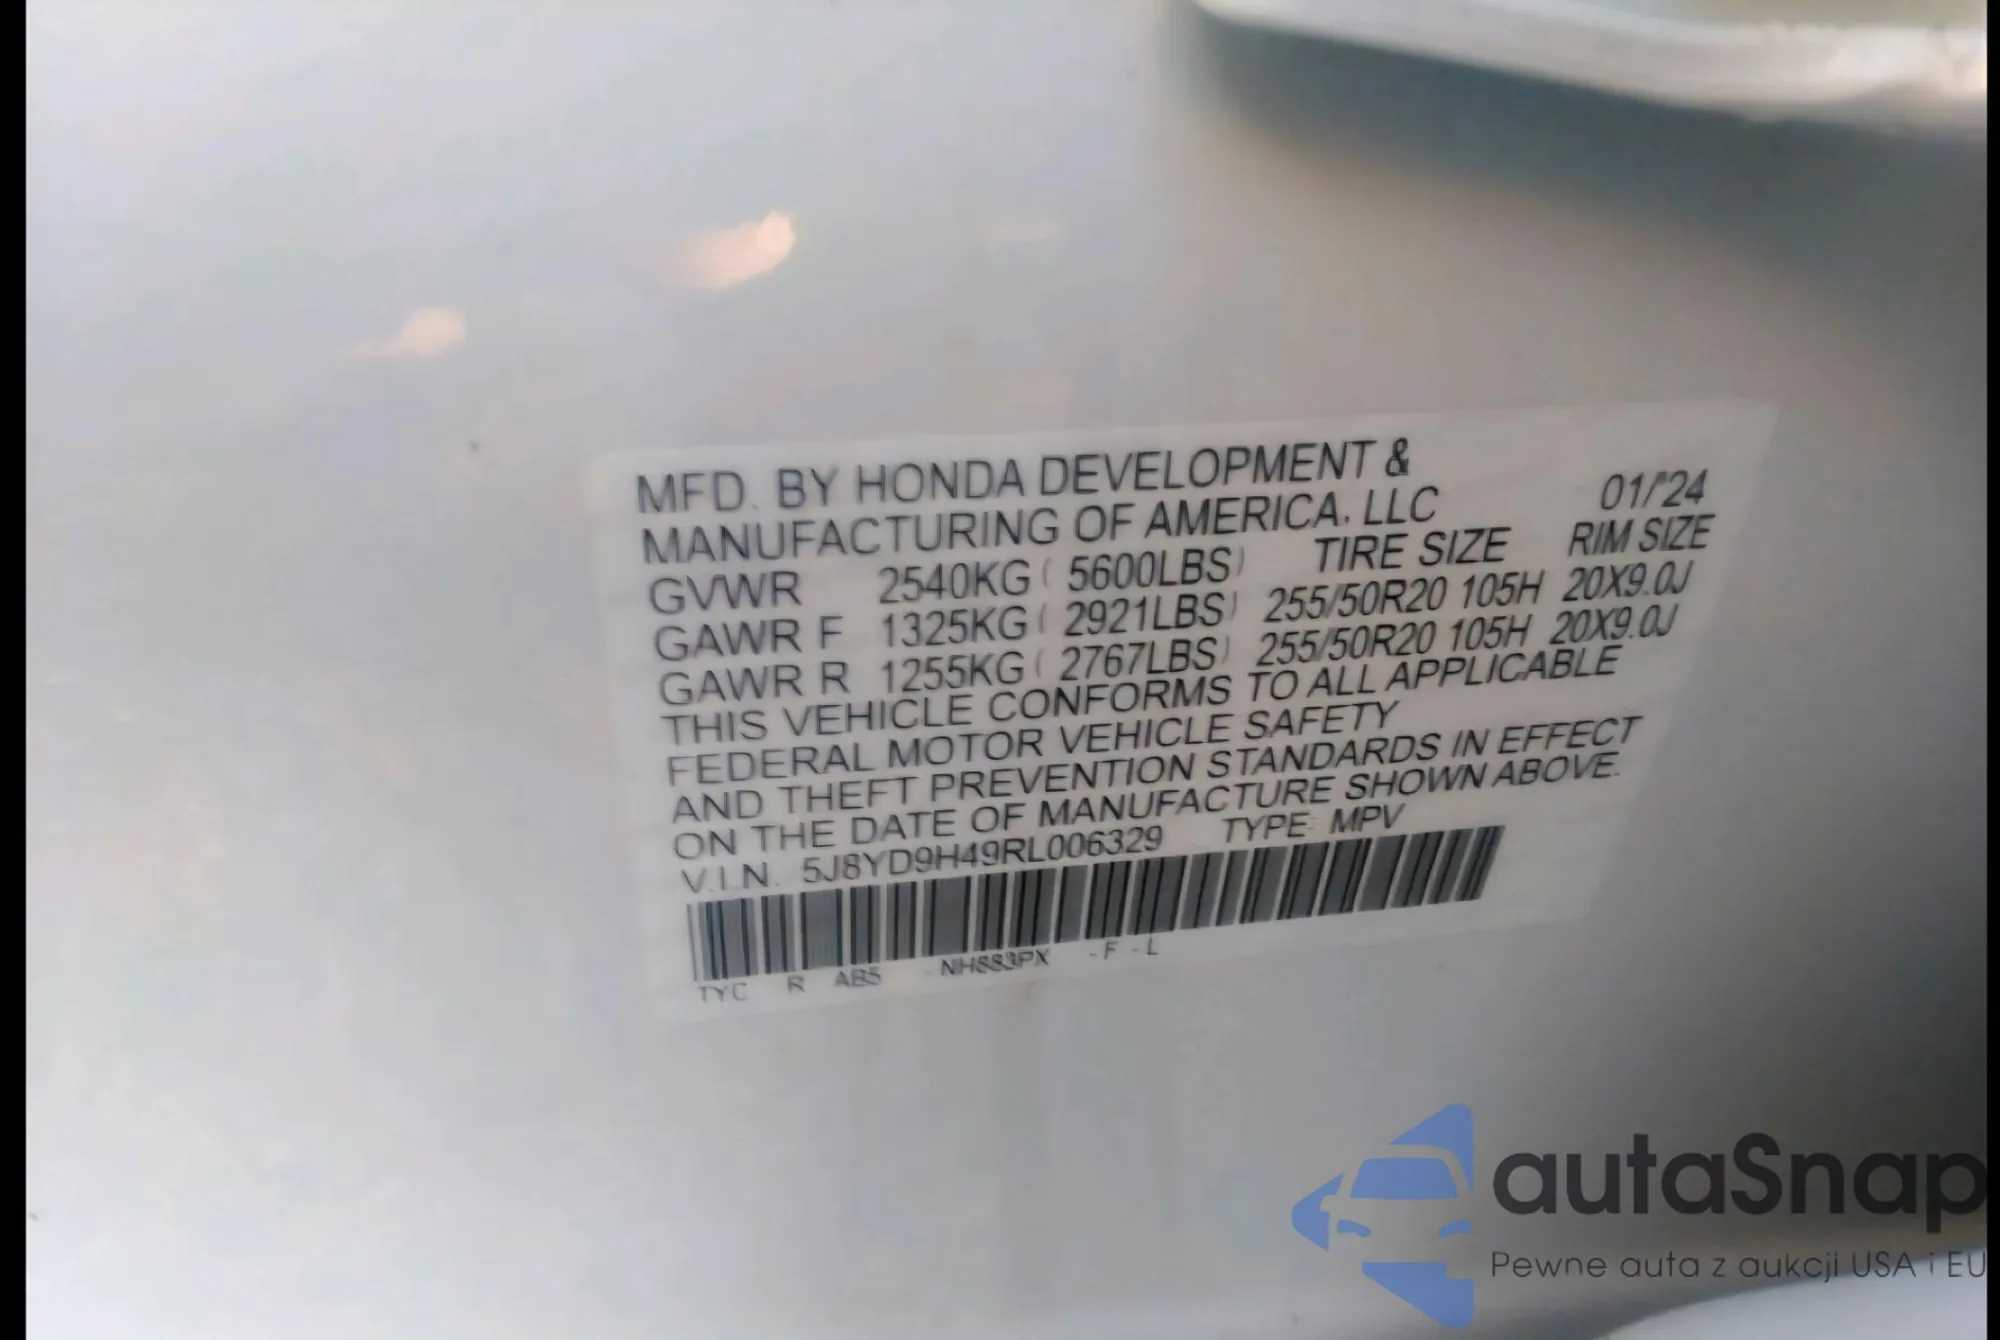 MFD. BY HONDA DEVELOPMENT &
MANUFACTURING OF AMERICA, LLC 01/'24
GVWR 2540KG ( 5600LBS) TIRE SIZE RIM SIZE
GAWR F 1325KG ( 2921LBS) 255/50R20 105H 20X9.0J
GAWR R 1255KG ( 2767LBS) 255/50R20 105H 20X9.0J
THIS VEHICLE CONFORMS TO ALL APPLICABLE
FEDERAL MOTOR VEHICLE SAFETY
AND THEFT PREVENTION STANDARDS IN EFFECT
ON THE DATE OF MANUFACTURE SHOWN ABOVE.
V.I.N. 5J8YD9H49RL006329 TYPE: MPV
TYC R AB5 - NH883PX - F - L
autaSnap
Pewne auta z aukcji USA i EU